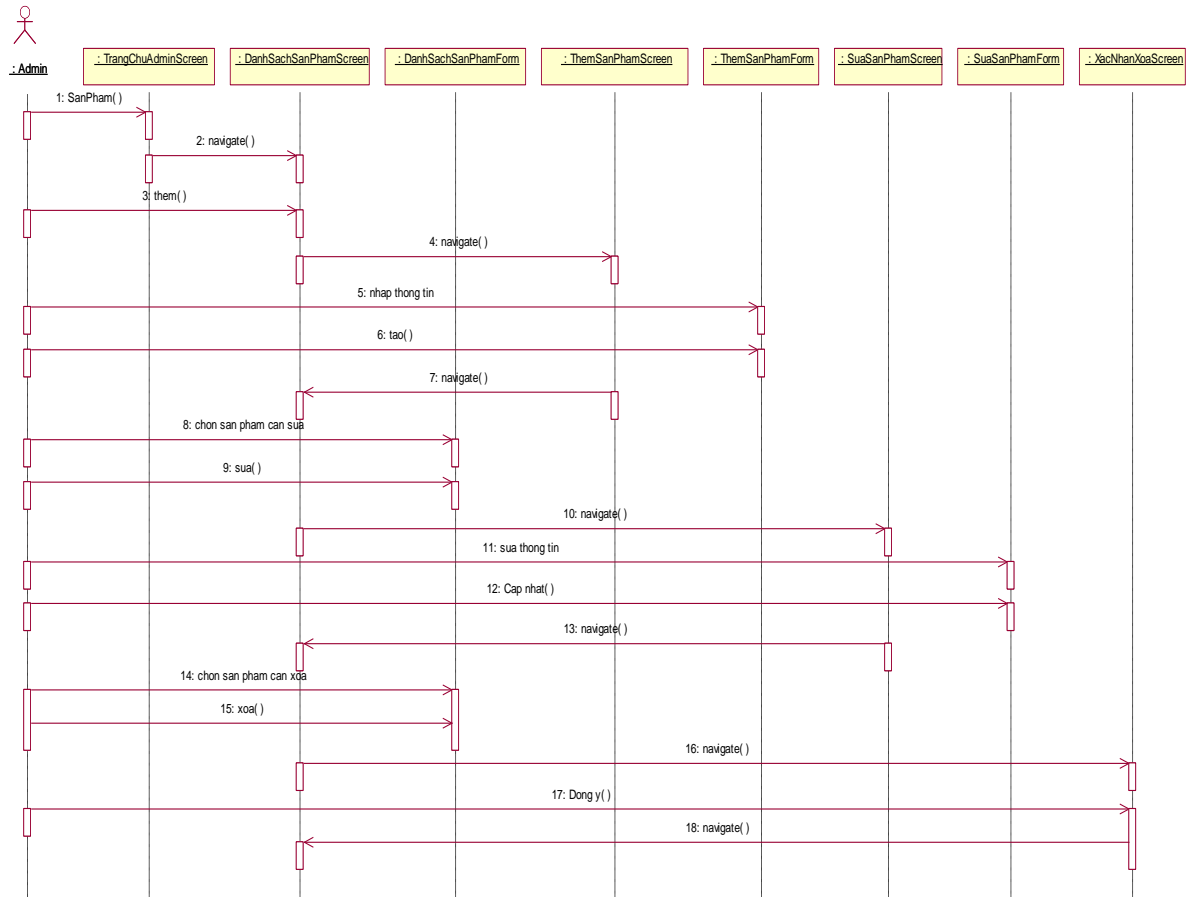 : Admin
: TrangChuAdminScreen
: DanhSachSanPhamScreen
: DanhSachSanPhamForm
: ThemSanPhamScreen
: ThemSanPhamForm
: SuaSanPhamScreen
: SuaSanPhamForm
: XacNhanXoaScreen
1: SanPham( )
2: navigate( )
3: them( )
4: navigate( )
5: nhap thong tin
6: tao( )
7: navigate( )
8: chon san pham can sua
9: sua( )
10: navigate( )
11: sua thong tin
12: Cap nhat( )
13: navigate( )
14: chon san pham can xoa
15: xoa( )
16: navigate( )
17: Dong y( )
18: navigate( )